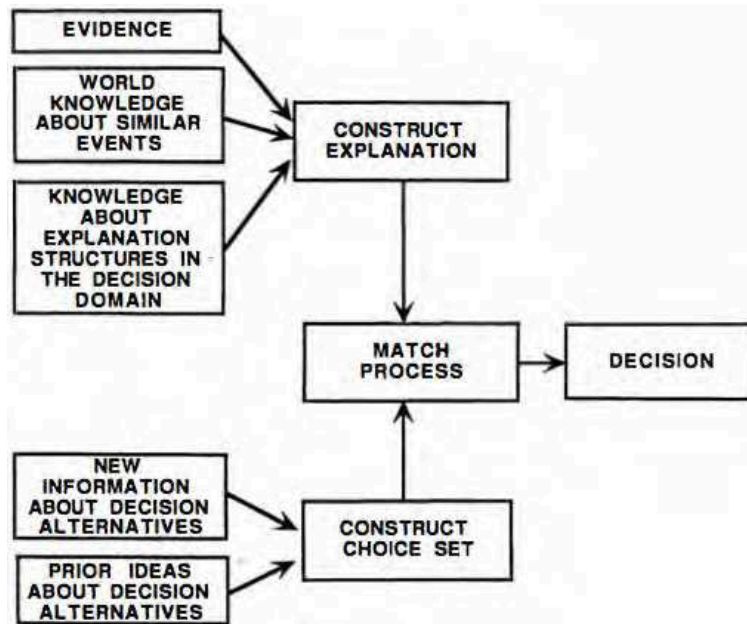 EVIDENCE
WORLD
KNOWLEDGE
ABOUT SIMILAR
EVENTS
KNOWLEDGE
ABOUT
EXPLANATION
STRUCTURES IN
THE DECISION
DOMAIN
CONSTRUCT
EXPLANATION
MATCH
PROCESS
DECISION
NEW
INFORMATION
ABOUT DECISION
ALTERNATIVES
PRIOR IDEAS
ABOUT DECISION
ALTERNATIVES
CONSTRUCT
CHOICE SET